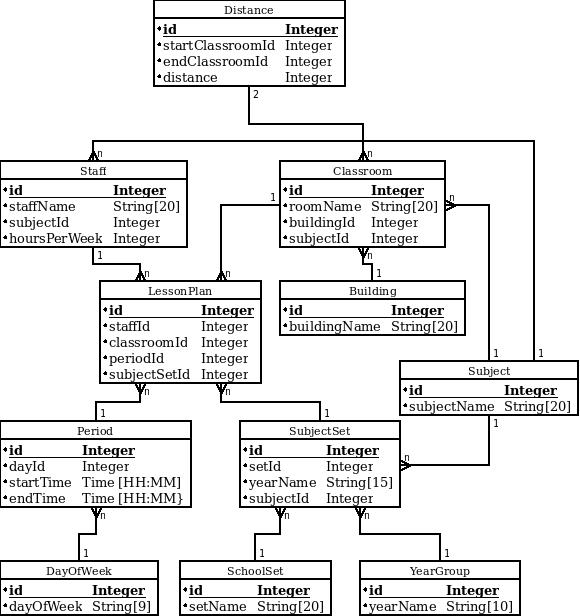 Distance
id Integer
startClassroomId Integer
endClassroomId Integer
distance Integer
2
n n
Staff
id Integer
staffName String[20]
subjectId Integer
hoursPerWeek Integer
1
Classroom
id Integer
roomName String[20]
buildingId Integer
subjectId Integer
1
n
n
n n
1
LessonPlan
id Integer
staffId Integer
classroomId Integer
periodId Integer
subjectSetId Integer
Building
id Integer
buildingName String[20]
1 1
Subject
id Integer
subjectName String[20]
n n
1 1
1
Period
id Integer
dayId Integer
startTime Time [HH:MM]
endTime Time [HH:MM}
SubjectSet
id Integer
setId Integer
yearName String[15]
subjectId Integer
n
n n n
1 1 1
DayOfWeek
id Integer
dayOfWeek String[9]
SchoolSet
id Integer
setName String[20]
YearGroup
id Integer
yearName String[10]